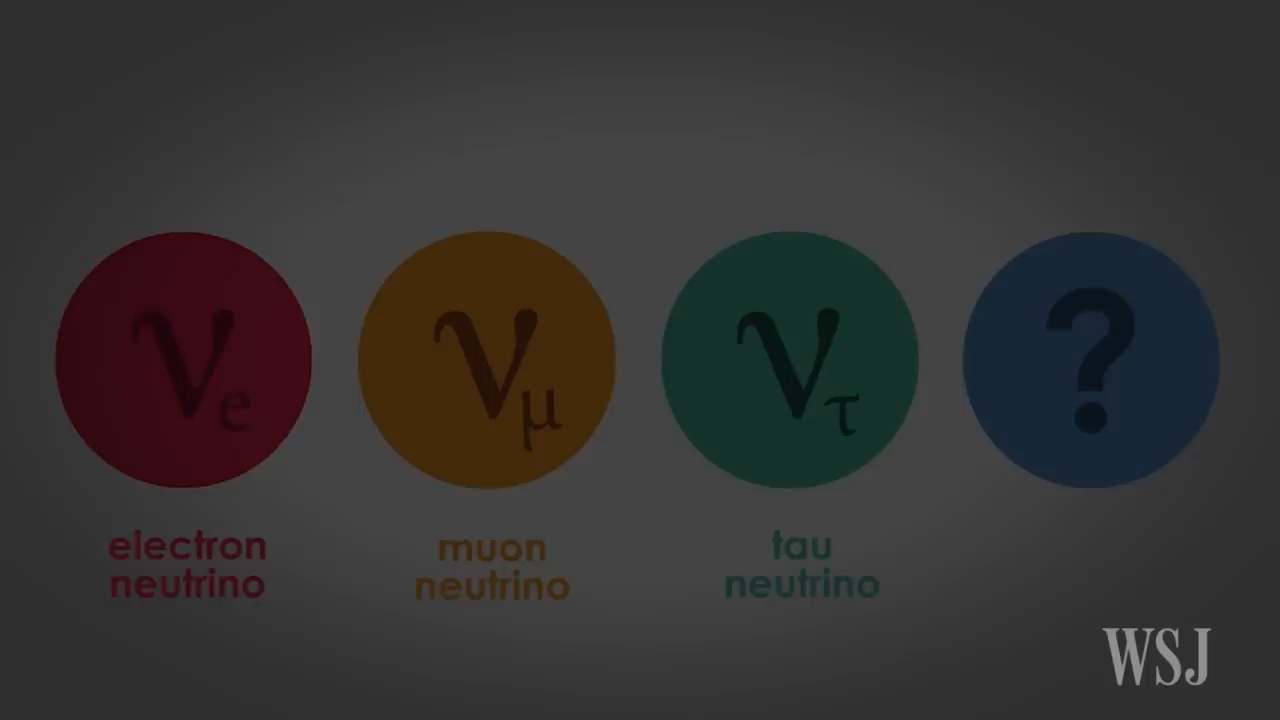 νe
νμ
ντ
?
electron
neutrino
muon
neutrino
tau
neutrino
WSJ